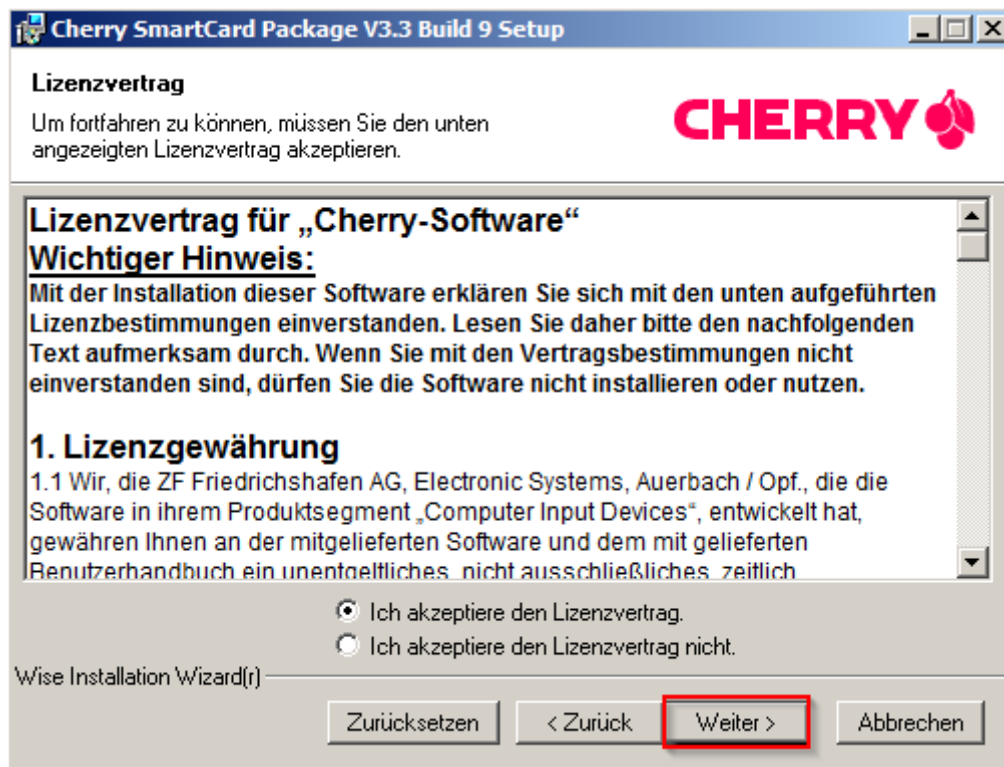 Cherry SmartCard Package V3.3 Build 9 Setup
Lizenzvertrag
Um fortfahren zu können, müssen Sie den unten
angezeigten Lizenzvertrag akzeptieren.
CHERRY
Lizenzvertrag für „Cherry-Software“
Wichtiger Hinweis:
Mit der Installation dieser Software erklären Sie sich mit den unten aufgeführten
Lizenzbestimmungen einverstanden. Lesen Sie daher bitte den nachfolgenden
Text aufmerksam durch. Wenn Sie mit den Vertragsbestimmungen nicht
einverstanden sind, dürfen Sie die Software nicht installieren oder nutzen.
1. Lizenzgewährung
1.1 Wir, die ZF Friedrichshafen AG, Electronic Systems, Auerbach / Opf., die die
Software in ihrem Produktsegment „Computer Input Devices“, entwickelt hat,
gewähren Ihnen an der mitgelieferten Software und dem mit gelieferten
Benutzerhandbuch ein unentgeltliches, nicht ausschließliches, zeitlich
Ich akzeptiere den Lizenzvertrag.
Ich akzeptiere den Lizenzvertrag nicht.
Wise Installation Wizard(r)
Zurücksetzen
< Zurück
Weiter >
Abbrechen